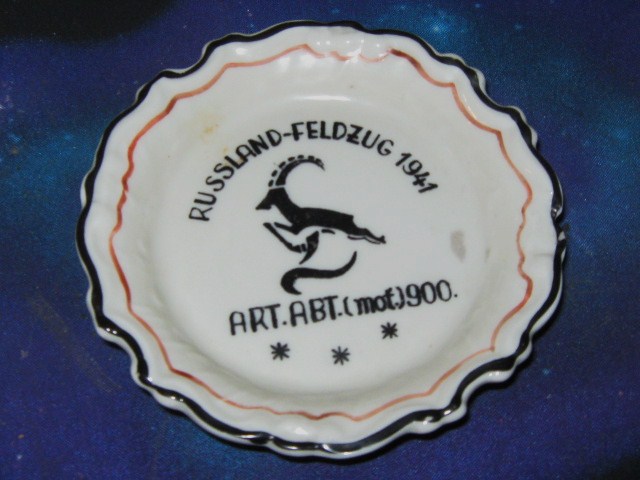 RUSSLAND-FELDZUG 1941
ART. ABT. (mot.) 900.